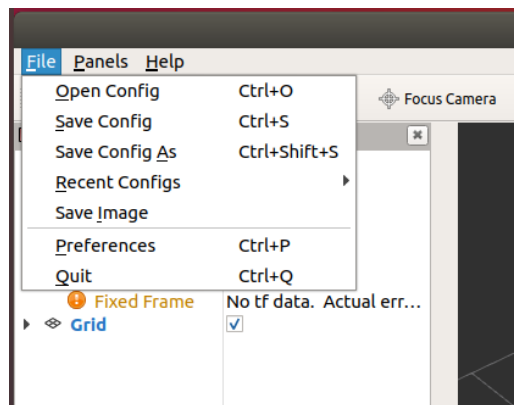 File Panels Help
Open Config Ctrl+O
Focus Camera
Save Config Ctrl+S
Save Config As Ctrl+Shift+S
Recent Configs
Save Image
Preferences Ctrl+P
Quit Ctrl+Q
Fixed Frame No tf data. Actual err...
Grid